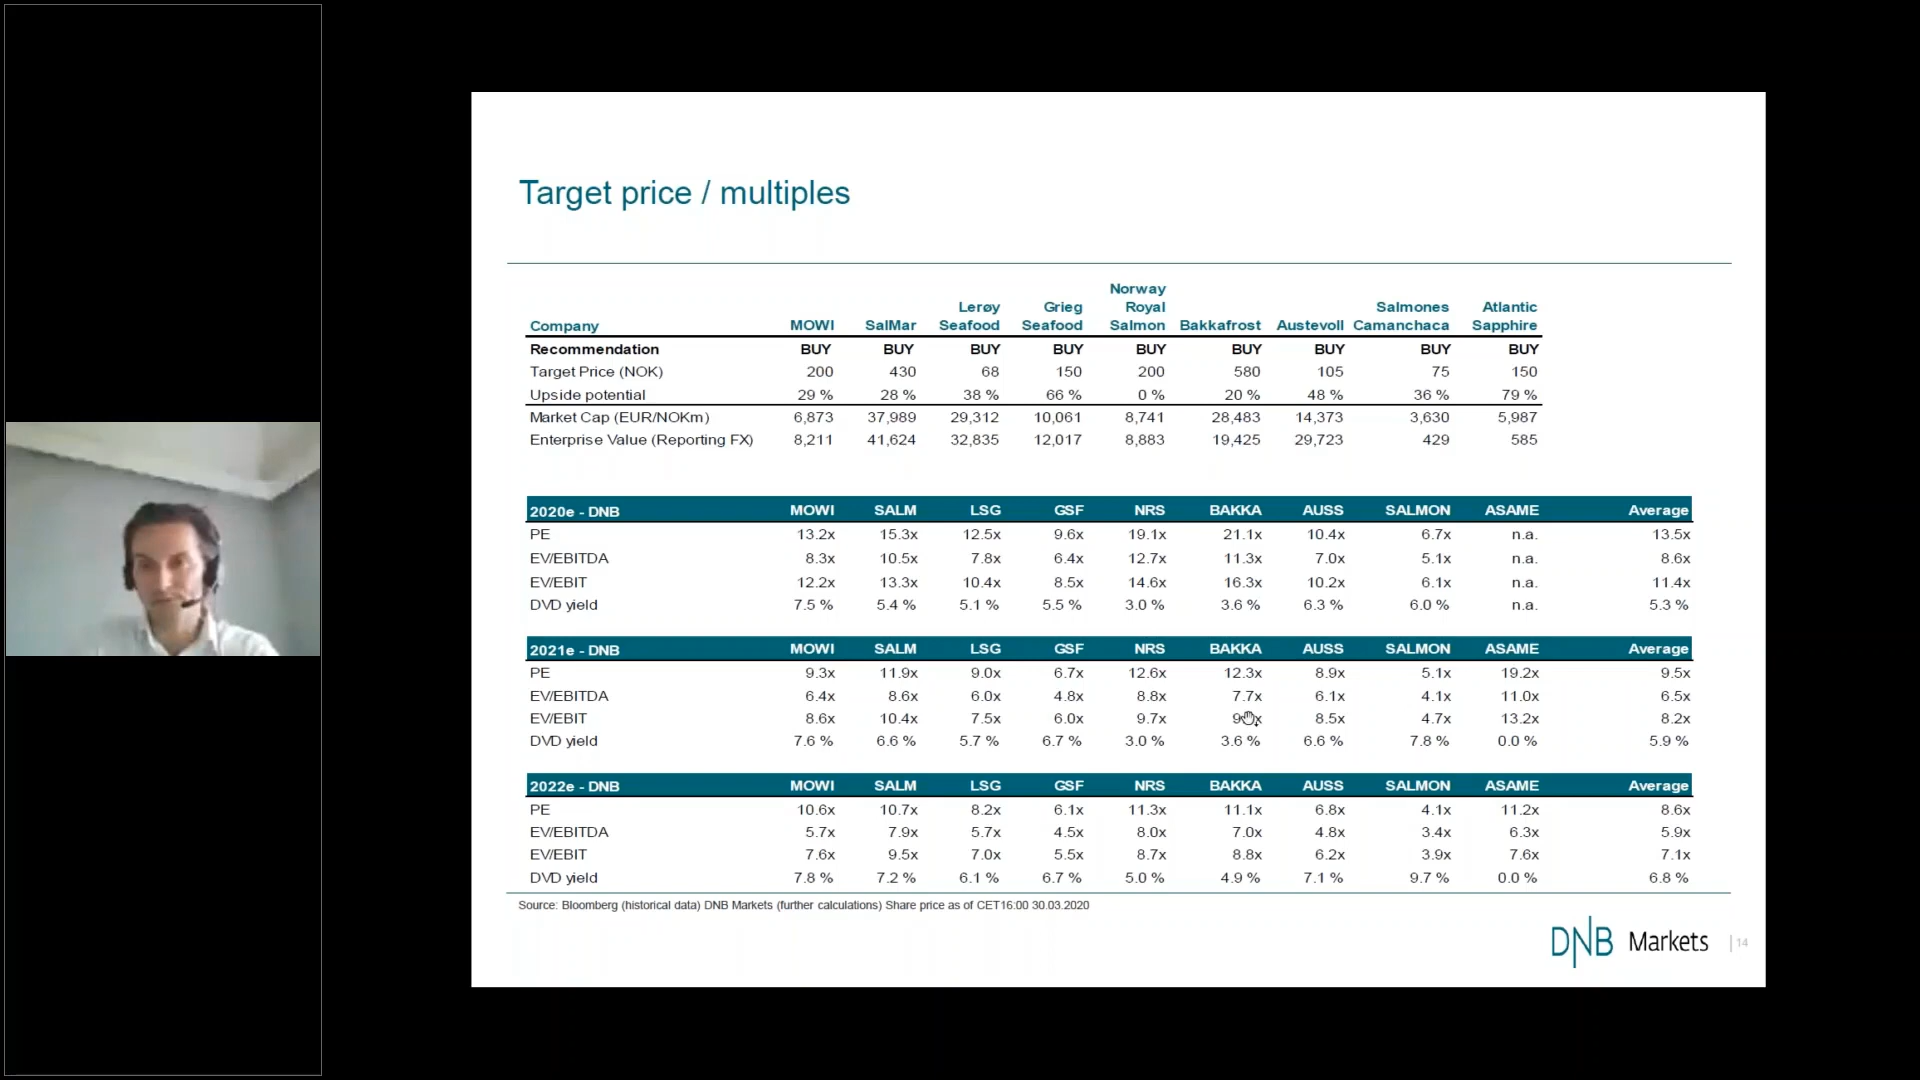 Target price / multiples
Company MOWI SalMar Lerøy Seafood Grieg Seafood Norway Royal Salmon Bakkafrost Austevoll Salmones Camanchaca Atlantic Sapphire
Recommendation BUY BUY BUY BUY BUY BUY BUY BUY BUY
Target Price (NOK) 200 430 68 150 200 580 105 75 150
Upside potential 29 % 28 % 38 % 66 % 0 % 20 % 48 % 36 % 79 %
Market Cap (EUR/NOKm) 6,873 37,989 29,312 10,061 8,741 28,483 14,373 3,630 5,987
Enterprise Value (Reporting FX) 8,211 41,624 32,835 12,017 8,883 19,425 29,723 429 585
2020e - DNB MOWI SALM LSG GSF NRS BAKKA AUSS SALMON ASAME Average
PE 13.2x 15.3x 12.5x 9.6x 19.1x 21.1x 10.4x 6.7x n.a. 13.5x
EV/EBITDA 8.3x 10.5x 7.8x 6.4x 12.7x 11.3x 7.0x 5.1x n.a. 8.6x
EV/EBIT 12.2x 13.3x 10.4x 8.5x 14.6x 16.3x 10.2x 6.1x n.a. 11.4x
DVD yield 7.5 % 5.4 % 5.1 % 5.5 % 3.0 % 3.6 % 6.3 % 6.0 % n.a. 5.3 %
2021e - DNB MOWI SALM LSG GSF NRS BAKKA AUSS SALMON ASAME Average
PE 9.3x 11.9x 9.0x 6.7x 12.6x 12.3x 8.9x 5.1x 19.2x 9.5x
EV/EBITDA 6.4x 8.6x 6.0x 4.8x 8.8x 7.7x 6.1x 4.1x 11.0x 6.5x
EV/EBIT 8.6x 10.4x 7.5x 6.0x 9.7x 8.5x 4.7x 13.2x 8.2x
DVD yield 7.6 % 6.6 % 5.7 % 6.7 % 3.0 % 3.6 % 6.6 % 7.8 % 0.0 % 5.9 %
2022e - DNB MOWI SALM LSG GSF NRS BAKKA AUSS SALMON ASAME Average
PE 10.6x 10.7x 8.2x 6.1x 11.3x 11.1x 6.8x 4.1x 11.2x 8.6x
EV/EBITDA 5.7x 7.9x 5.7x 4.5x 8.0x 7.0x 4.8x 3.4x 6.3x 5.9x
EV/EBIT 7.6x 9.5x 7.0x 5.5x 8.7x 8.8x 6.2x 3.9x 7.6x 7.1x
DVD yield 7.8 % 7.2 % 6.1 % 6.7 % 5.0 % 4.9 % 7.1 % 9.7 % 0.0 % 6.8 %
Source: Bloomberg (historical data) DNB Markets (further calculations) Share price as of CET16:00 30.03.2020
DNB Markets | 14